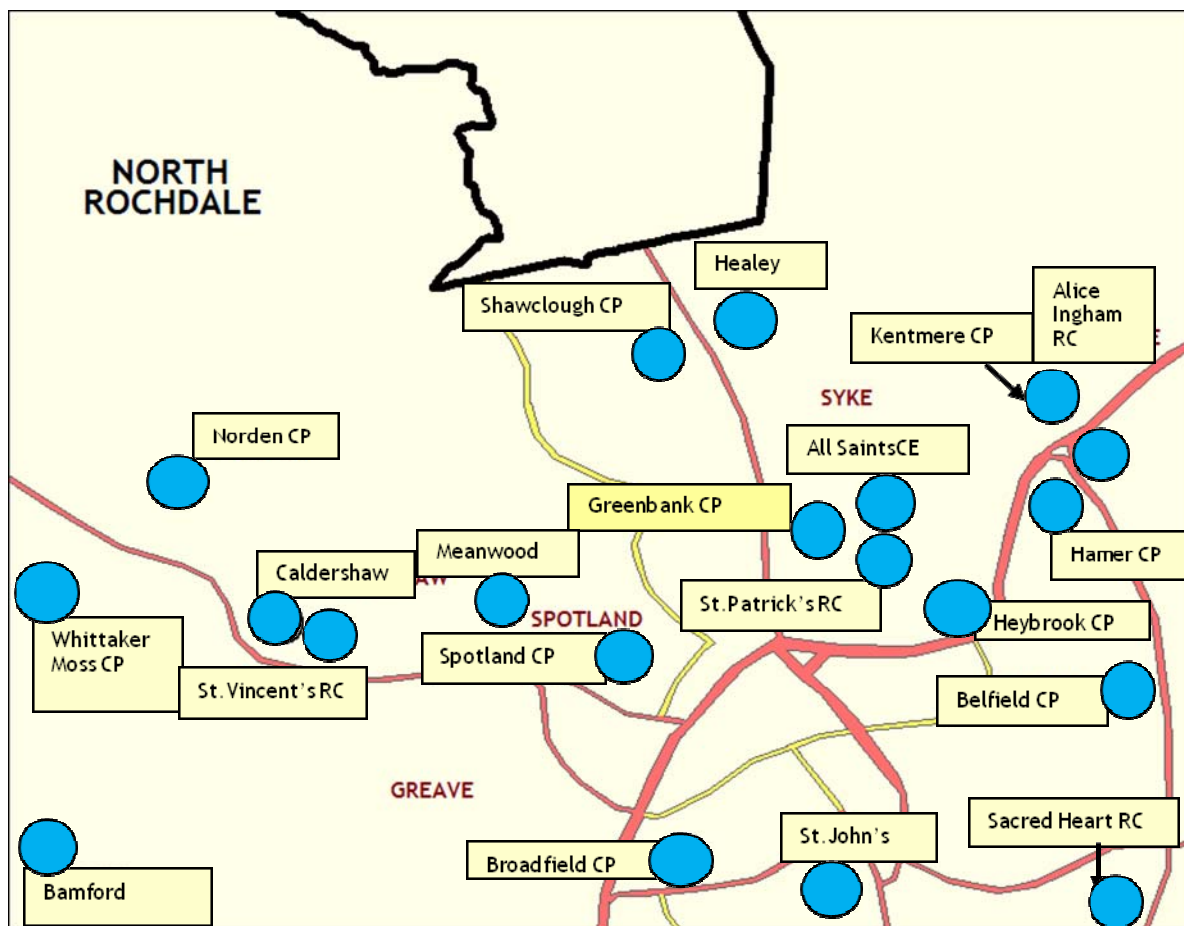 NORTH
ROCHDALE
Healey
Shawclough CP
Alice
Ingham
RC
Kentmere CP
E
SYKE
Norden CP
All SaintsCE
Greenbank CP
Meanwood
Hamer CP
Caldershaw
AW
St.Patrick's RC
SPOTLAND
Heybrook CP
Whittaker
Moss CP
Spotland CP
St.Vincent's RC
Belfield CP
GREAVE
Sacred Heart RC
St.John's
Broadfield CP
Bamford